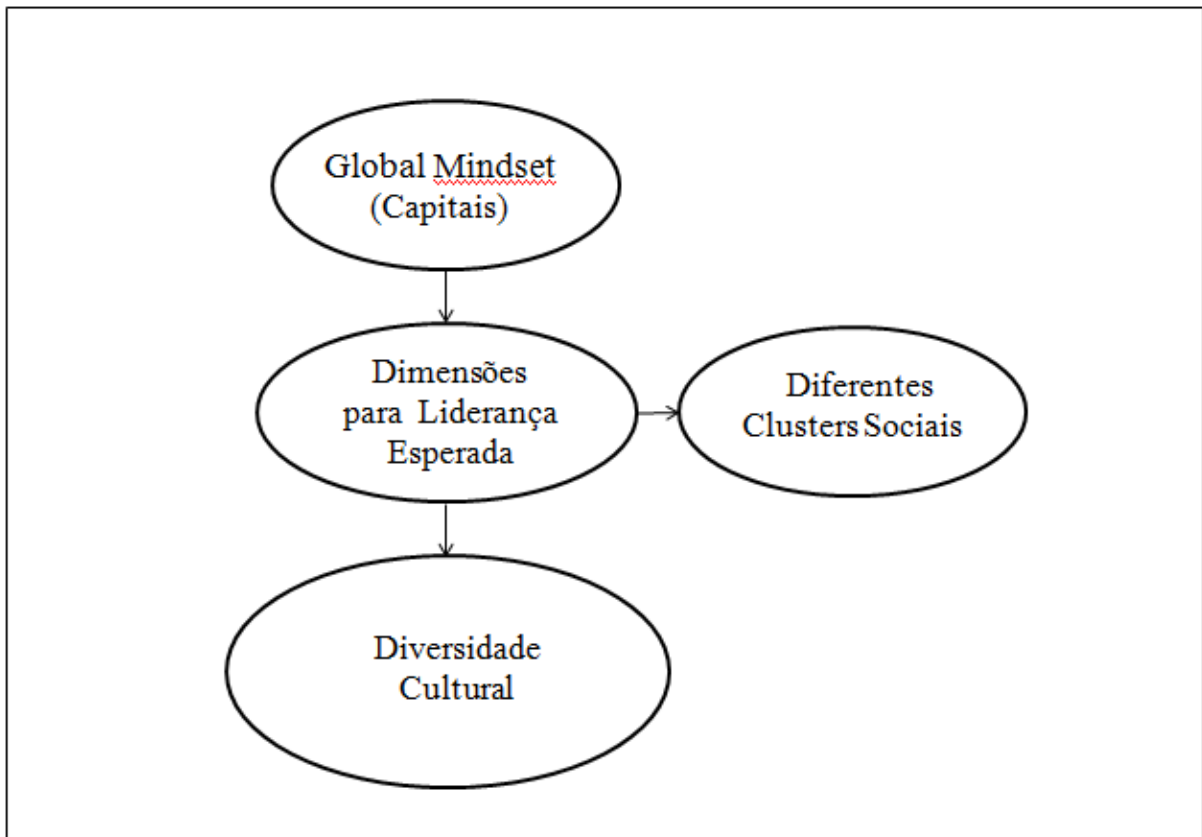 Global Mindset
(Capitais)
Dimensões
para Liderança
Esperada
Diferentes
Clusters Sociais
Diversidade
Cultural